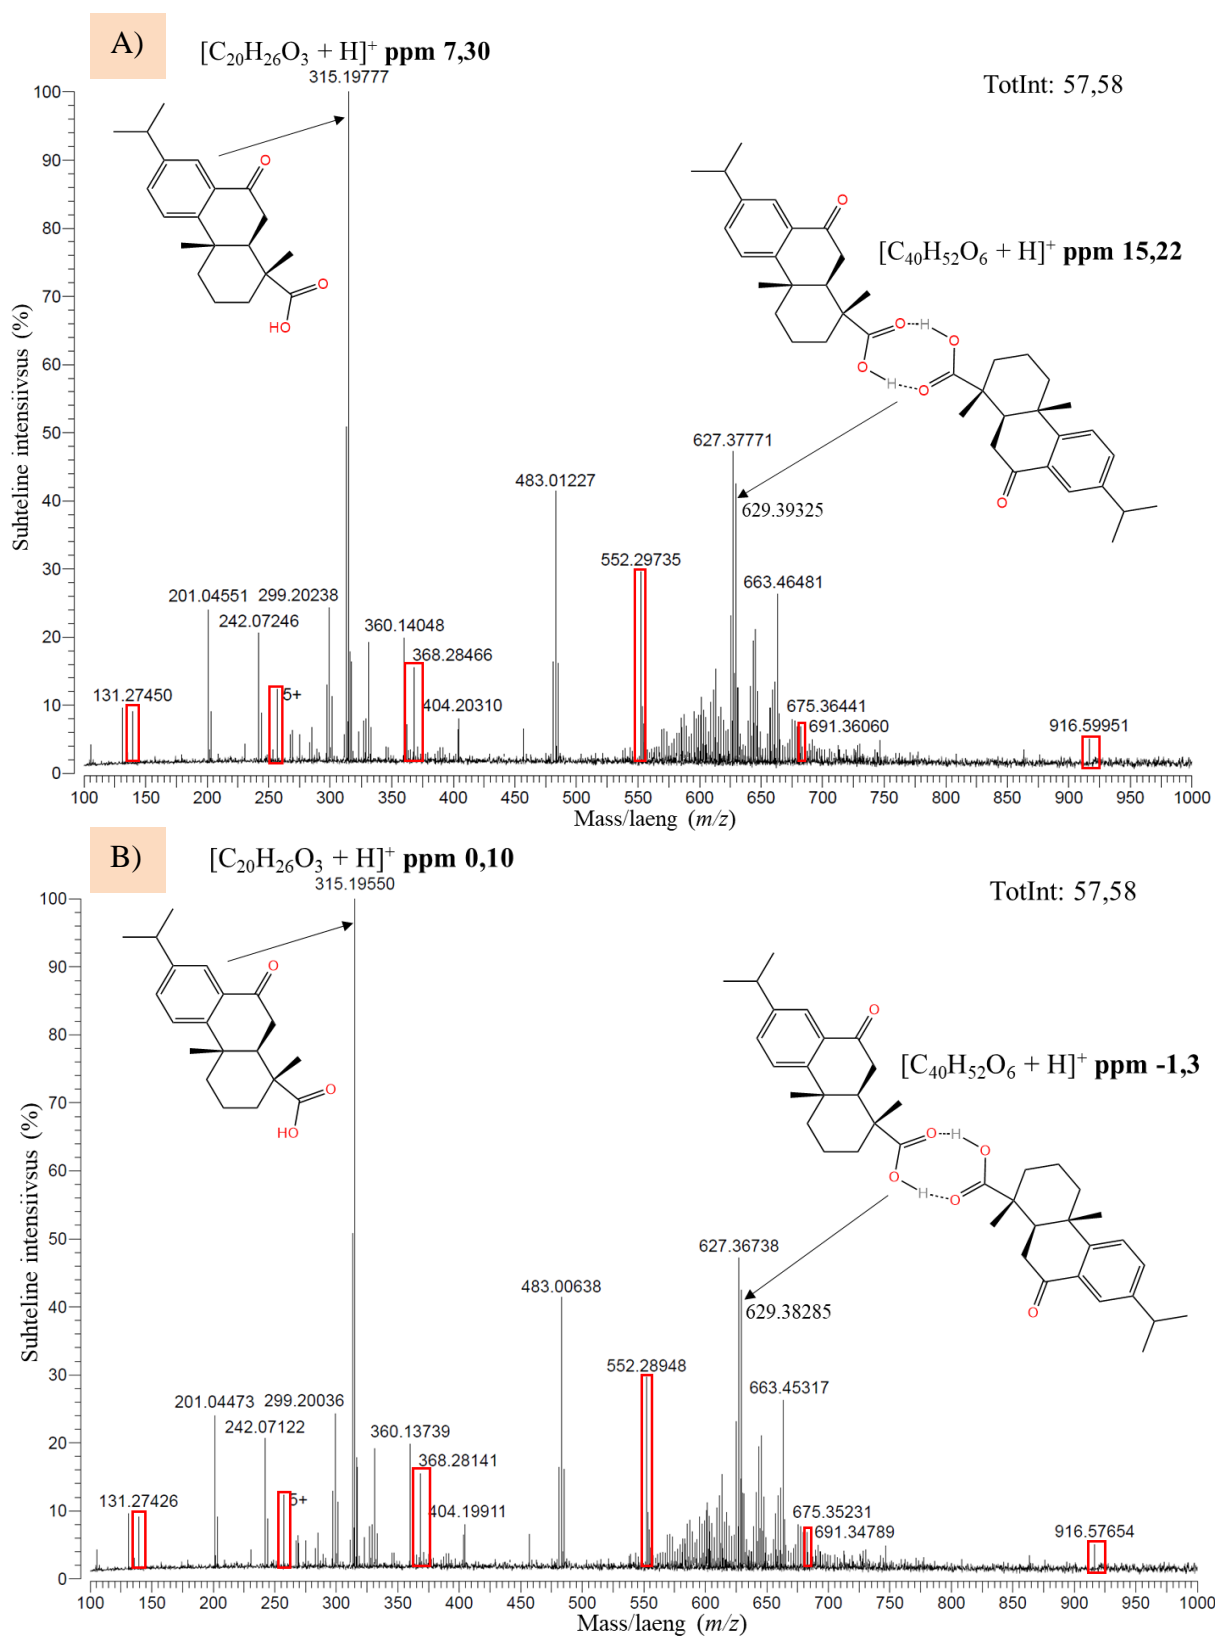 A)
[C₂₀H₂₆O₃ + H]⁺ ppm 7,30
315.19777
TotInt: 57,58
100
90
80
70
60
50
40
30
20
10
0
Suhteline intensiivsus (%)
O
O
HO
O
[C₄₀H₅₂O₆ + H]⁺ ppm 15,22
O H
O
O
H O
O
627.37771
483.01227
629.39325
552.29735
663.46481
201.04551
299.20238
242.07246
360.14048
368.28466
131.27450
5+
404.20310
675.36441
691.36060
916.59951
100 150 200 250 300 350 400 450 500 550 600 650 700 750 800 850 900 950 1000
Mass/laeng (m/z)
B)
[C₂₀H₂₆O₃ + H]⁺ ppm 0,10
315.19550
TotInt: 57,58
100
90
80
70
60
50
40
30
20
10
0
Suhteline intensiivsus (%)
O
O
HO
O
[C₄₀H₅₂O₆ + H]⁺ ppm -1,3
O H
O
O
H O
O
627.36738
483.00638
629.38285
552.28948
663.45317
201.04473
299.20036
242.07122
360.13739
368.28141
131.27426
5+
404.19911
675.35231
691.34789
916.57654
100 150 200 250 300 350 400 450 500 550 600 650 700 750 800 850 900 950 1000
Mass/laeng (m/z)